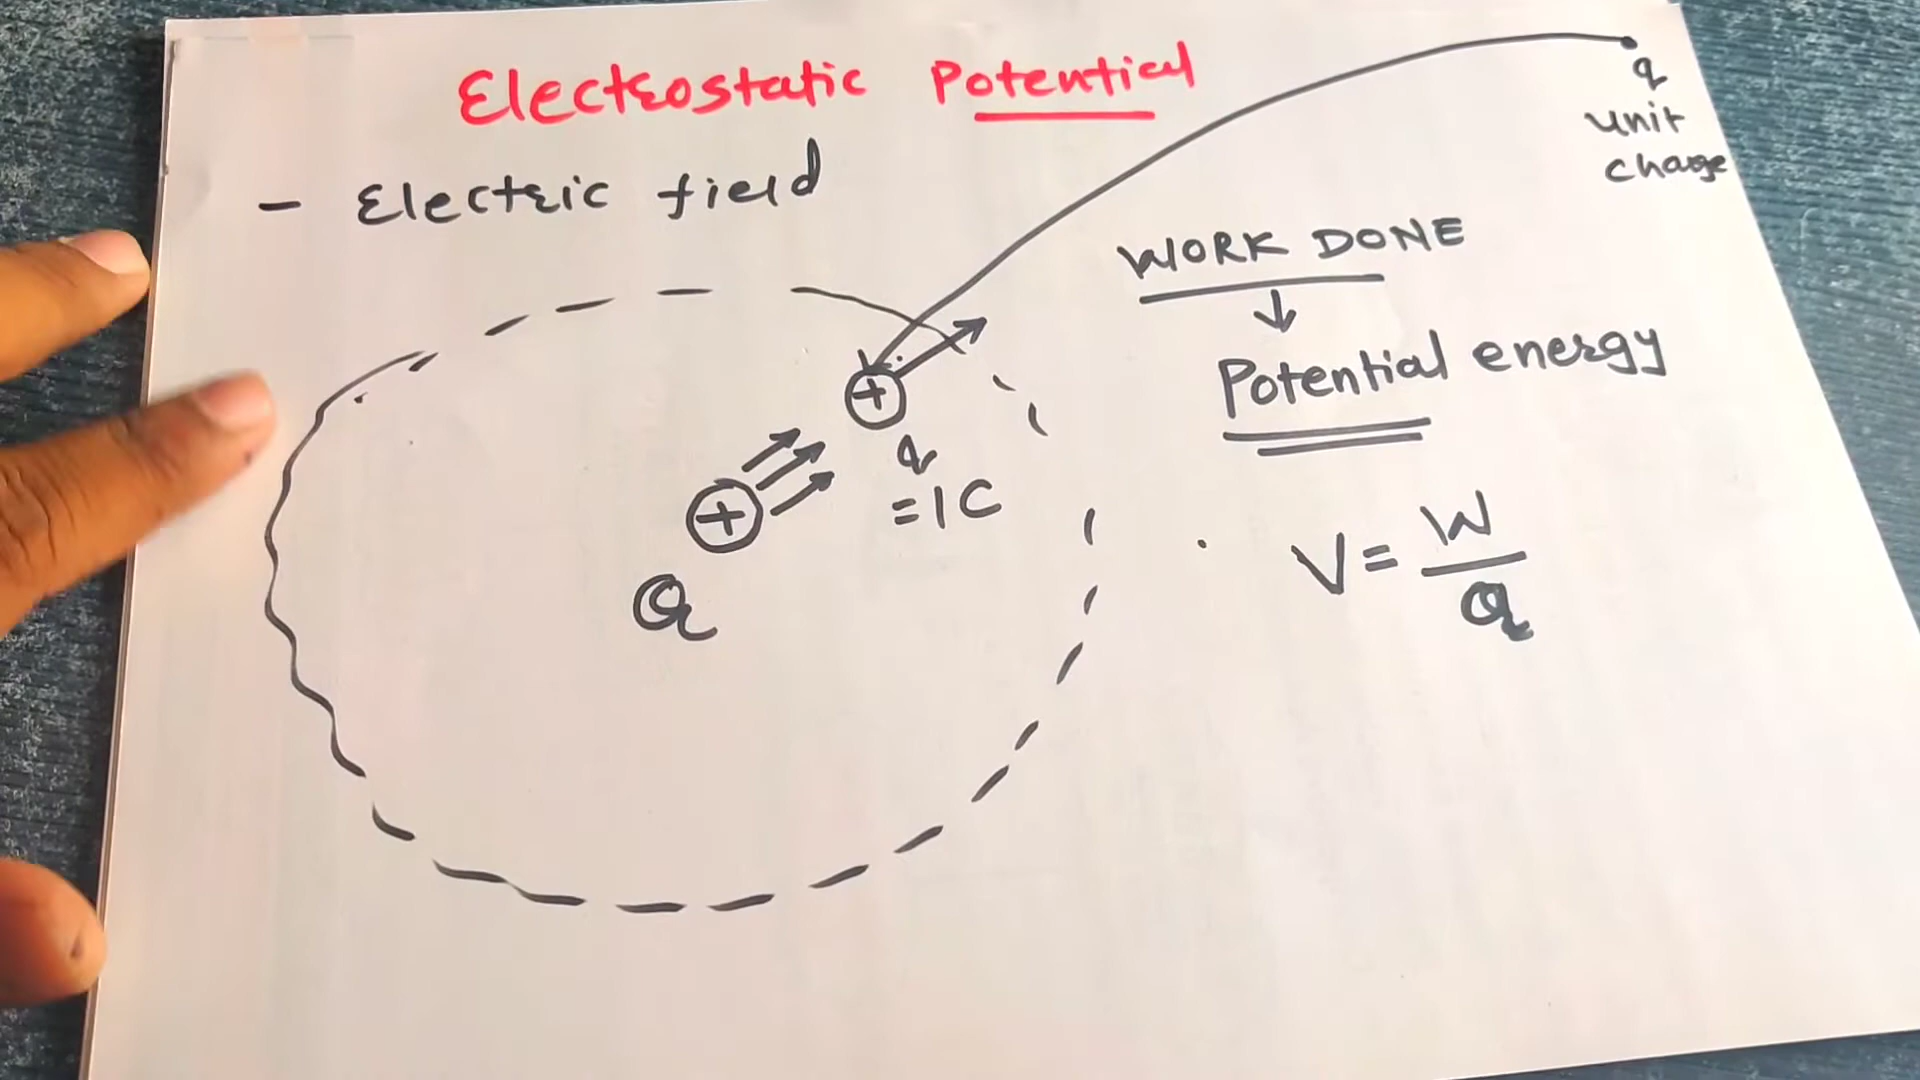 Electrostatic Potential
- Electric field
q
unit
charge
WORK DONE
↓
Potential energy
+
q
=1C
+
Q
V = W/Q